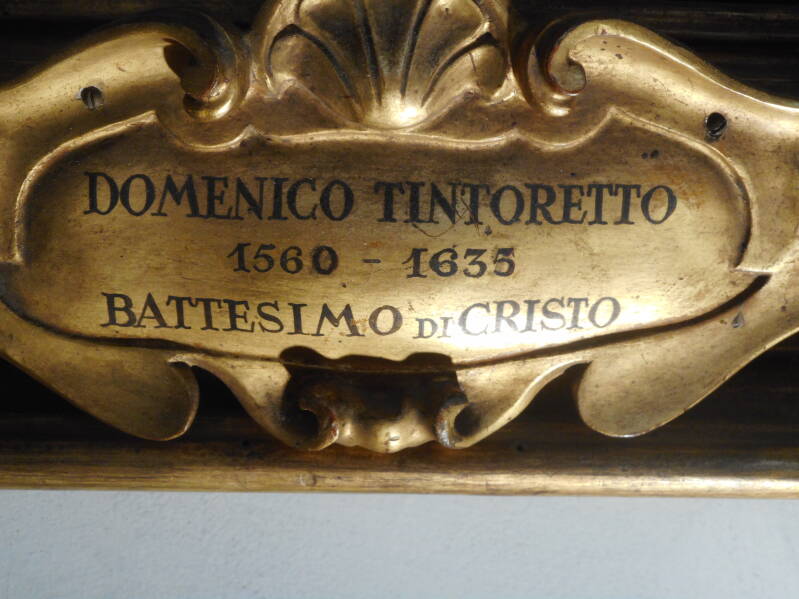 DOMENICO TINTORETTO
1560 - 1635
BATTESIMO DI CRISTO